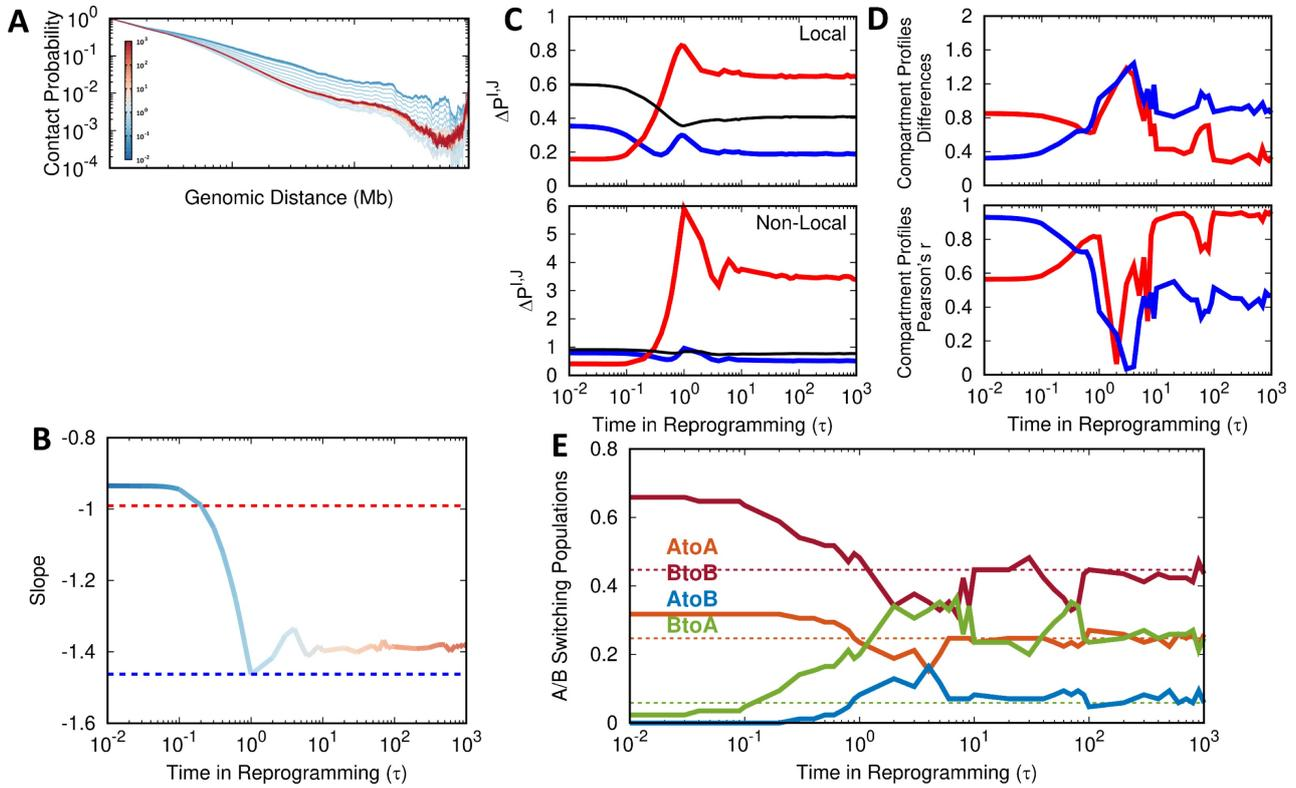 A
Contact Probability
10^0
10^-1
10^-2
10^-3
10^-4
10^3
10^2
10^1
10^0
10^-1
10^-2
Genomic Distance (Mb)
B
Slope
-0.8
-1
-1.2
-1.4
-1.6
10^-2 10^-1 10^0 10^1 10^2 10^3
Time in Reprogramming (τ)
C
Local
ΔP^I,J
1
0.8
0.6
0.4
0.2
0
Non-Local
ΔP^I,J
6
5
4
3
2
1
0
10^-2 10^-1 10^0 10^1 10^2 10^3
Time in Reprogramming (τ)
D
Compartment Profiles
Differences
2
1.6
1.2
0.8
0.4
0
Compartment Profiles
Pearson's r
1
0.8
0.6
0.4
0.2
0
10^-2 10^-1 10^0 10^1 10^2 10^3
Time in Reprogramming (τ)
E
A/B Switching Populations
0.8
0.6
0.4
0.2
0
AtoA
BtoB
AtoB
BtoA
10^-2 10^-1 10^0 10^1 10^2 10^3
Time in Reprogramming (τ)